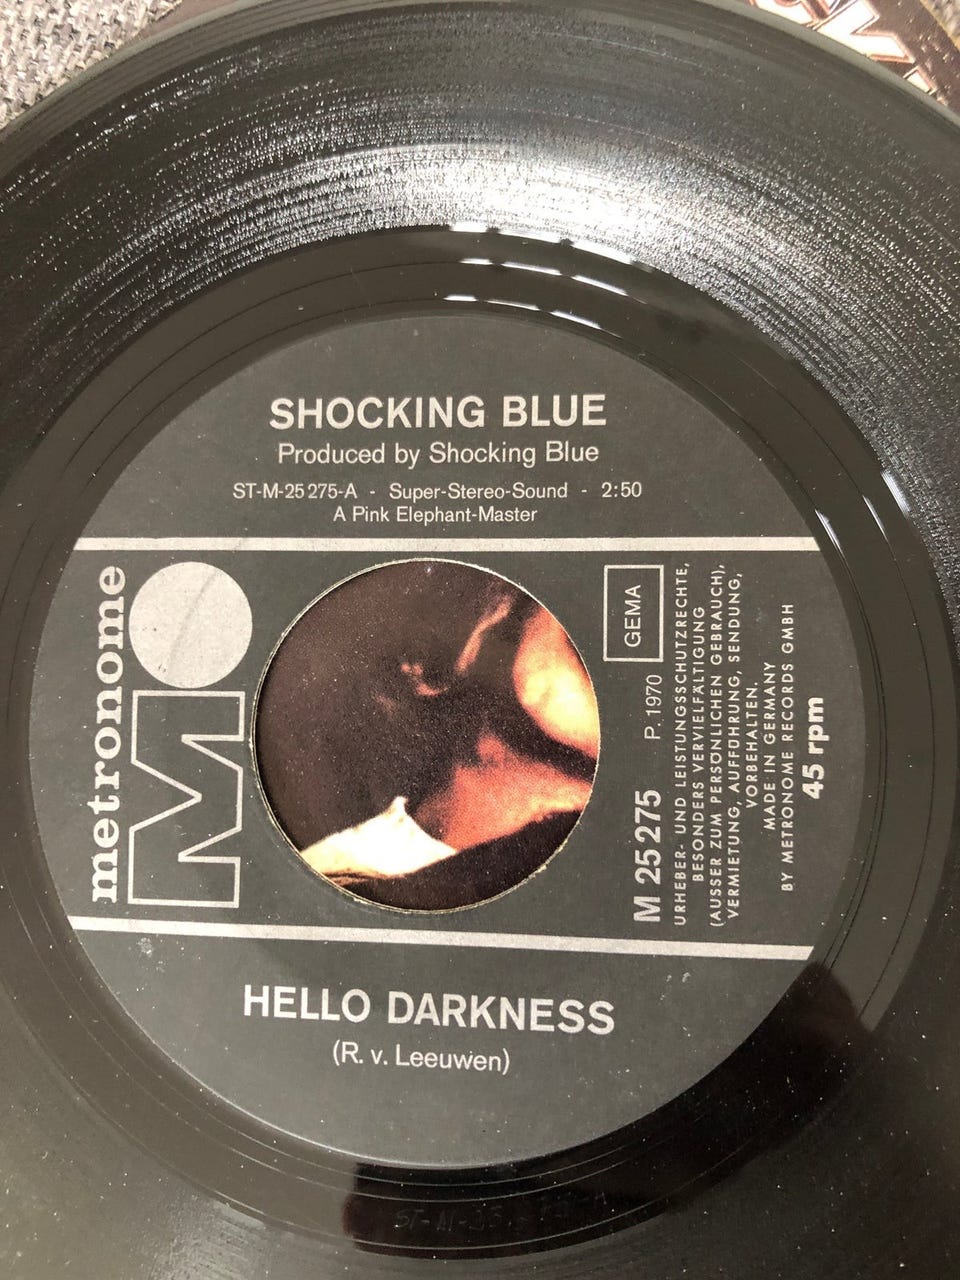 SHOCKING BLUE
Produced by Shocking Blue
ST-M-25 275-A - Super-Stereo-Sound - 2:50
A Pink Elephant-Master
metronome
M
GEMA
P. 1970
M 25 275
URHEBER- UND LEISTUNGSSCHUTZRECHTE,
BESONDERS VERVIELFÄLTIGUNG
(AUSSER ZUM PERSÖNLICHEN GEBRAUCH),
VERMIETUNG, AUFFÜHRUNG, SENDUNG,
VORBEHALTEN.
MADE IN GERMANY
BY METRONOME RECORDS GMBH
45 rpm
HELLO DARKNESS
(R. v. Leeuwen)